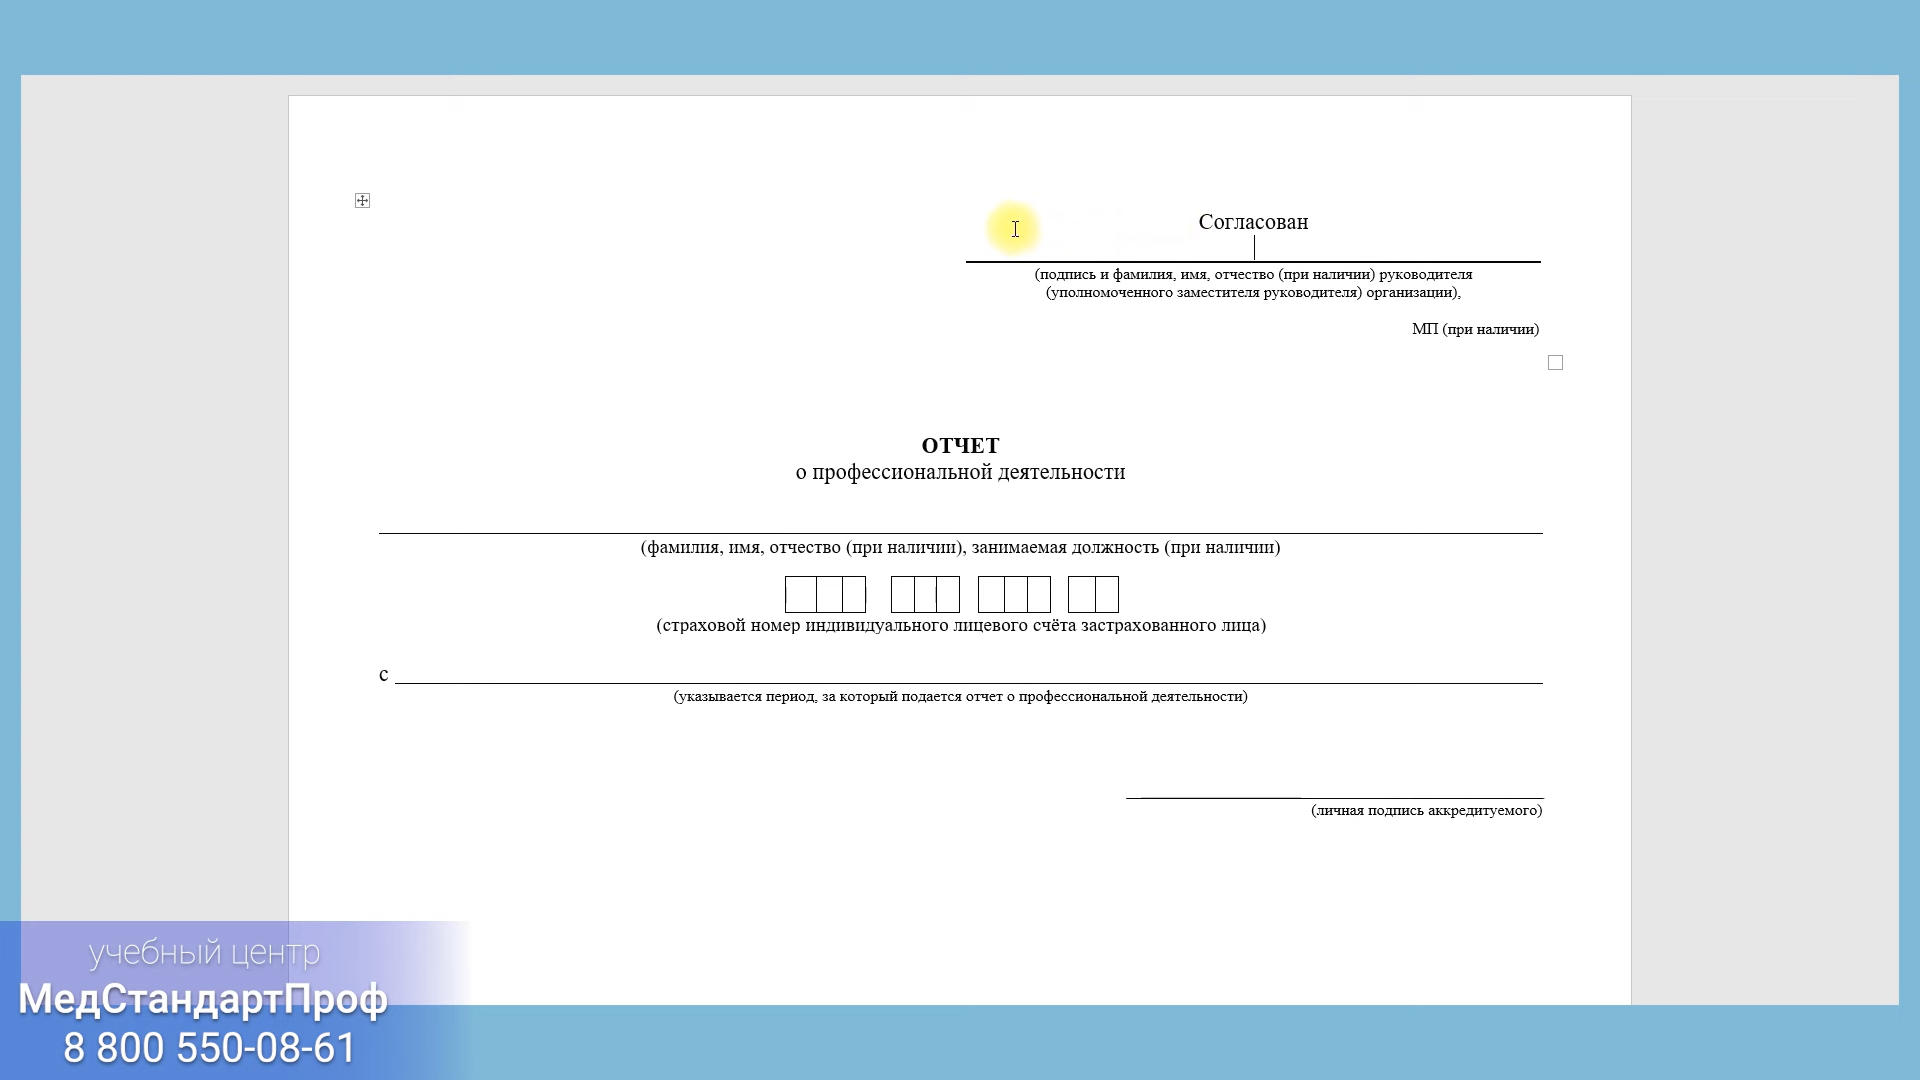 Согласован
(подпись и фамилия, имя, отчество (при наличии) руководителя
(уполномоченного заместителя руководителя) организации),
МП (при наличии)
ОТЧЕТ
о профессиональной деятельности
(фамилия, имя, отчество (при наличии), занимаемая должность (при наличии)
(страховой номер индивидуального лицевого счёта застрахованного лица)
с
(указывается период, за который подается отчет о профессиональной деятельности)
(личная подпись аккредитуемого)
учебный центр
МедСтандартПроф
8 800 550-08-61